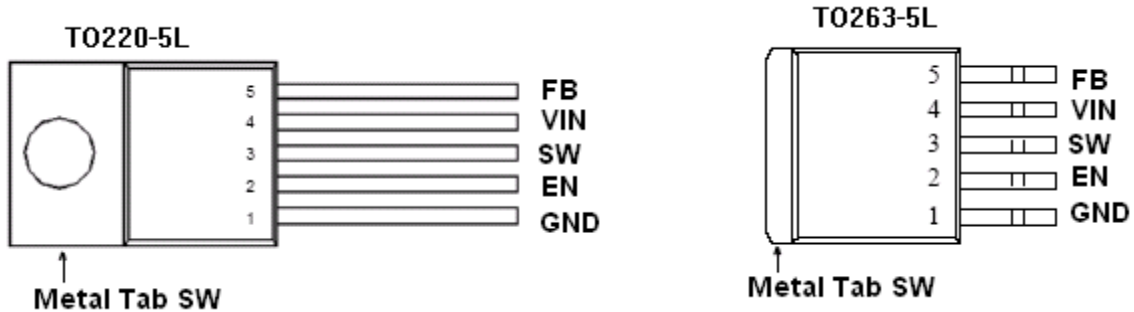 TO220-5L
5 FB
4 VIN
3 SW
2 EN
1 GND
Metal Tab SW
TO263-5L
5 FB
4 VIN
3 SW
2 EN
1 GND
Metal Tab SW